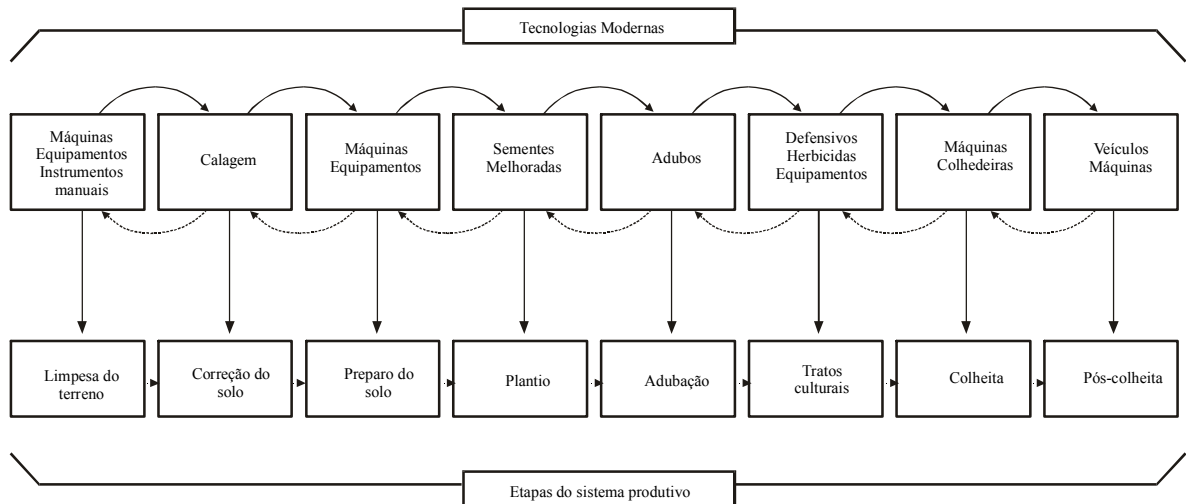 Tecnologias Modernas
Máquinas
Equipamentos
Instrumentos
manuais
Calagem
Máquinas
Equipamentos
Sementes
Melhoradas
Adubos
Defensivos
Herbicidas
Equipamentos
Máquinas
Colhedeiras
Veículos
Máquinas
Limpesa do
terreno
Correção do
solo
Preparo do
solo
Plantio
Adubação
Tratos
culturais
Colheita
Pós-colheita
Etapas do sistema produtivo